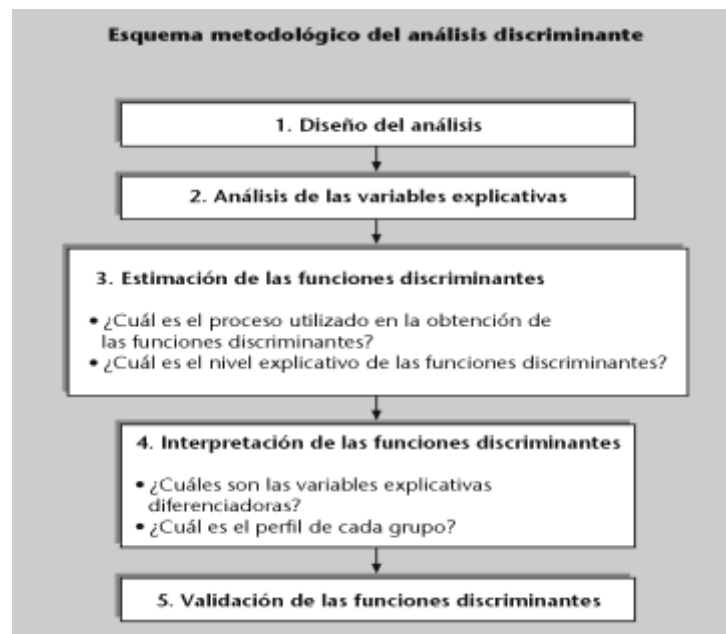 Esquema metodológico del análisis discriminante
1. Diseño del análisis
2. Análisis de las variables explicativas
3. Estimación de las funciones discriminantes
• ¿Cuál es el proceso utilizado en la obtención de
las funciones discriminantes?
• ¿Cuál es el nivel explicativo de las funciones discriminantes?
4. Interpretación de las funciones discriminantes
• ¿Cuáles son las variables explicativas
diferenciadoras?
• ¿Cuál es el perfil de cada grupo?
5. Validación de las funciones discriminantes